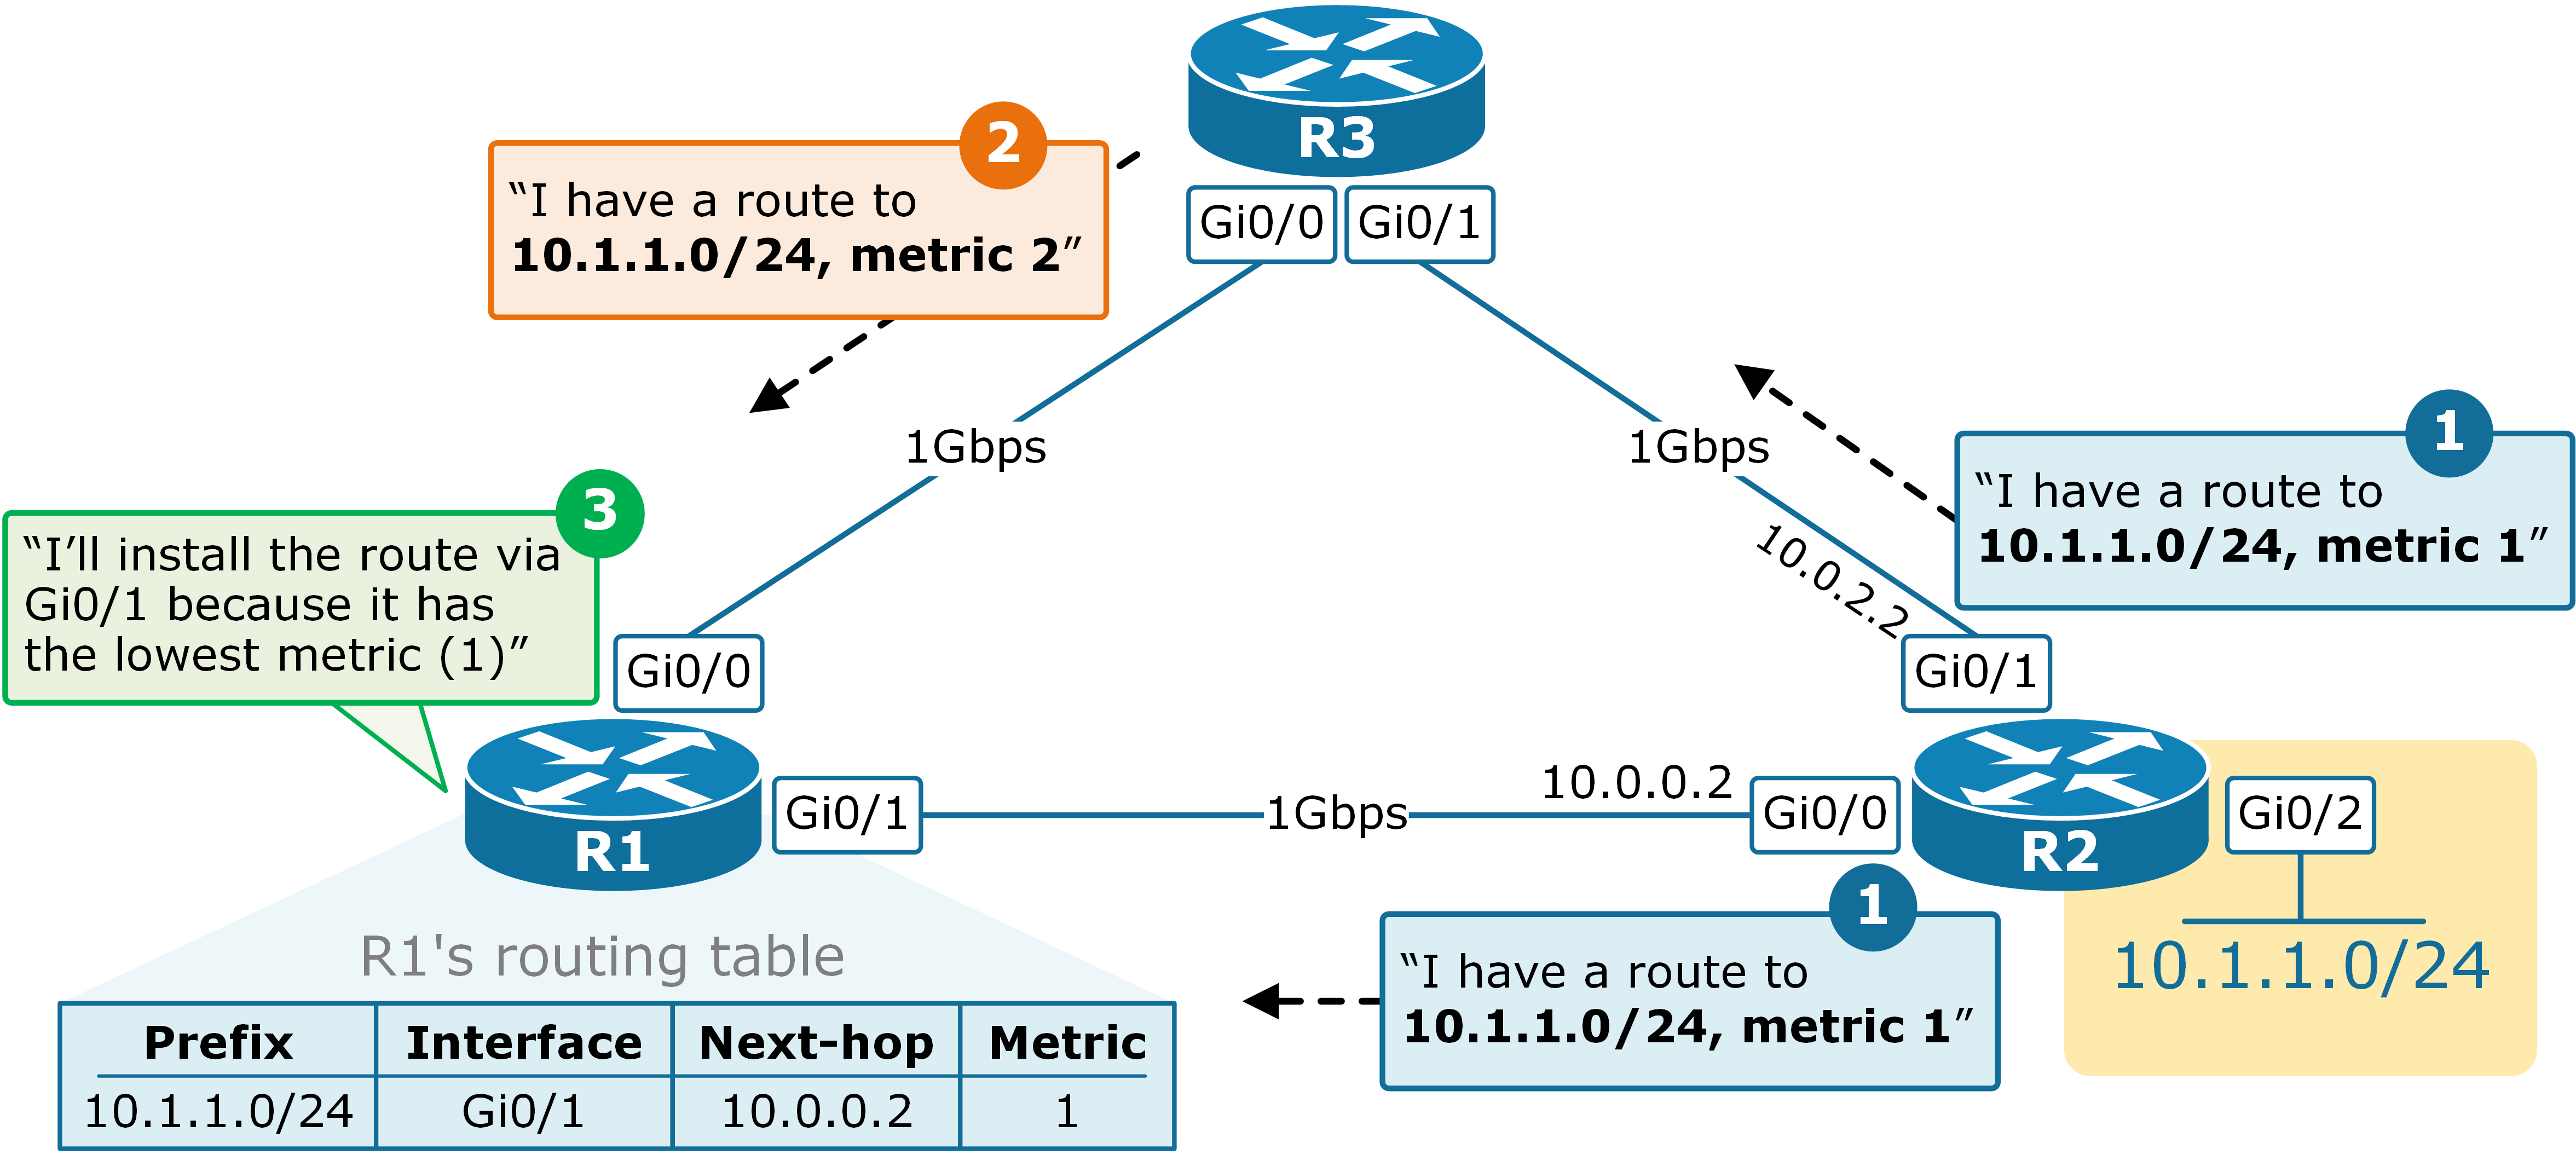 R3
Gi0/0
Gi0/1
2
“I have a route to
10.1.1.0/24, metric 2”
1Gbps
1Gbps
1
“I have a route to
10.1.1.0/24, metric 1”
10.0.2.2
3
“I’ll install the route via
Gi0/1 because it has
the lowest metric (1)”
Gi0/0
Gi0/1
R1
Gi0/1
1Gbps
10.0.0.2
Gi0/0
R2
Gi0/2
10.1.1.0/24
1
“I have a route to
10.1.1.0/24, metric 1”
R1's routing table
Prefix Interface Next-hop Metric
10.1.1.0/24 Gi0/1 10.0.0.2 1